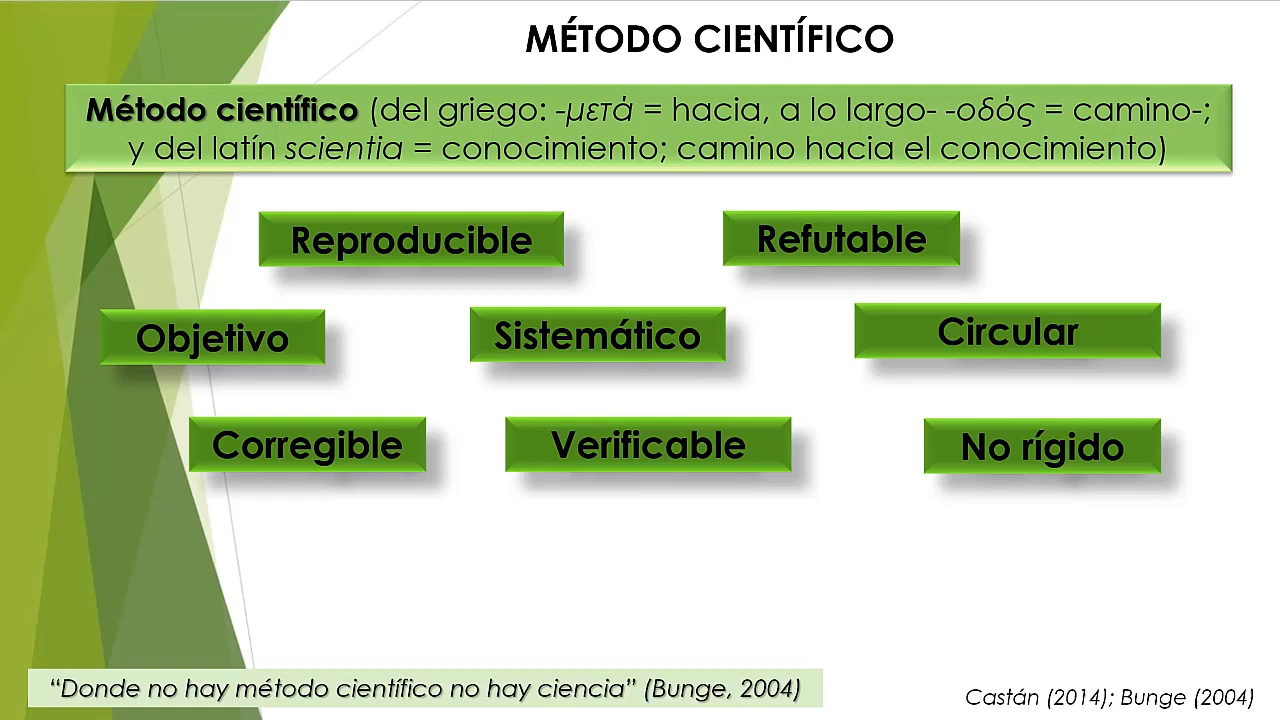 MÉTODO CIENTÍFICO
Método científico (del griego: -μετά = hacia, a lo largo- -οδός = camino-;
y del latín scientia = conocimiento; camino hacia el conocimiento)
Reproducible
Refutable
Objetivo
Sistemático
Circular
Corregible
Verificable
No rígido
“Donde no hay método científico no hay ciencia” (Bunge, 2004)
Castán (2014); Bunge (2004)